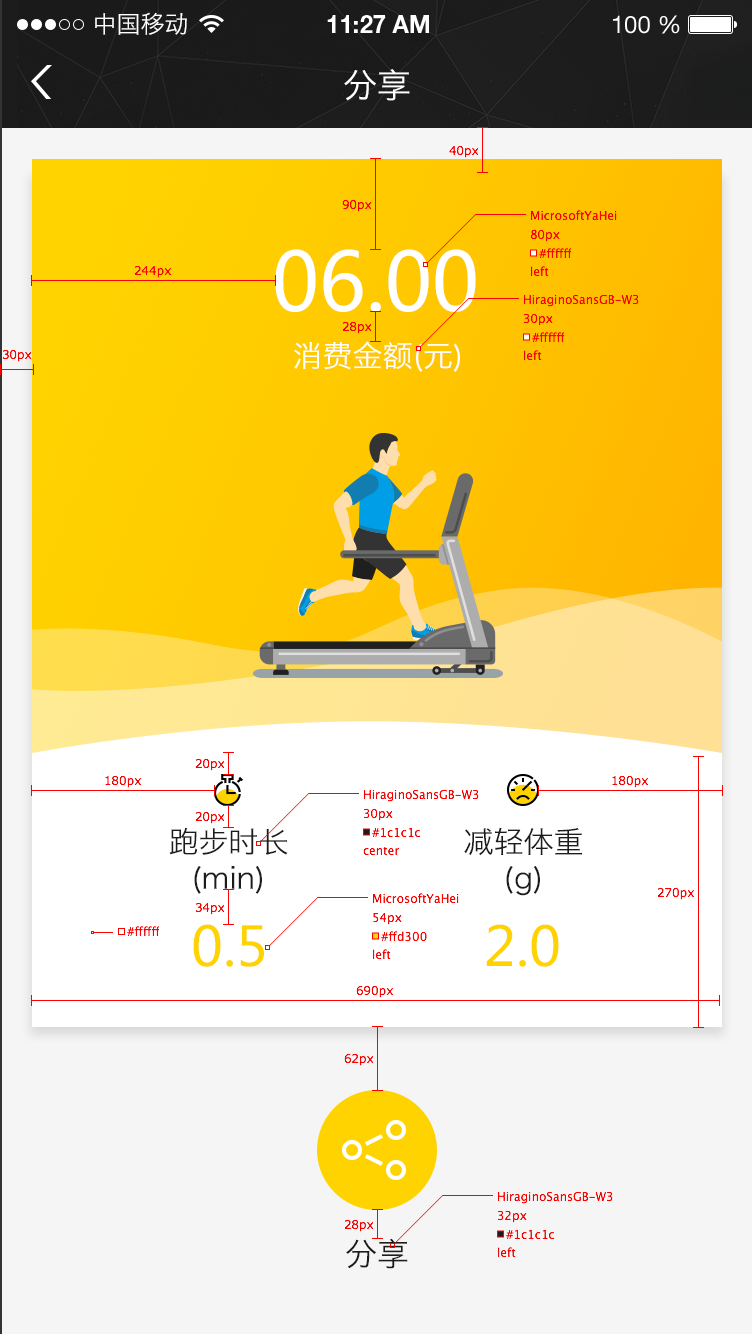 中国移动
11:27 AM
100 %
分享
40px
90px
MicrosoftYaHei
80px
#ffffff
left
244px
06.00
HiraginoSansGB-W3
30px
#ffffff
left
28px
消费金额(元)
30px
20px
180px
180px
HiraginoSansGB-W3
30px
#1c1c1c
center
20px
跑步时长
(min)
减轻体重
(g)
270px
34px
MicrosoftYaHei
54px
#ffd300
left
#ffffff
0.5
2.0
690px
62px
HiraginoSansGB-W3
32px
#1c1c1c
left
28px
分享